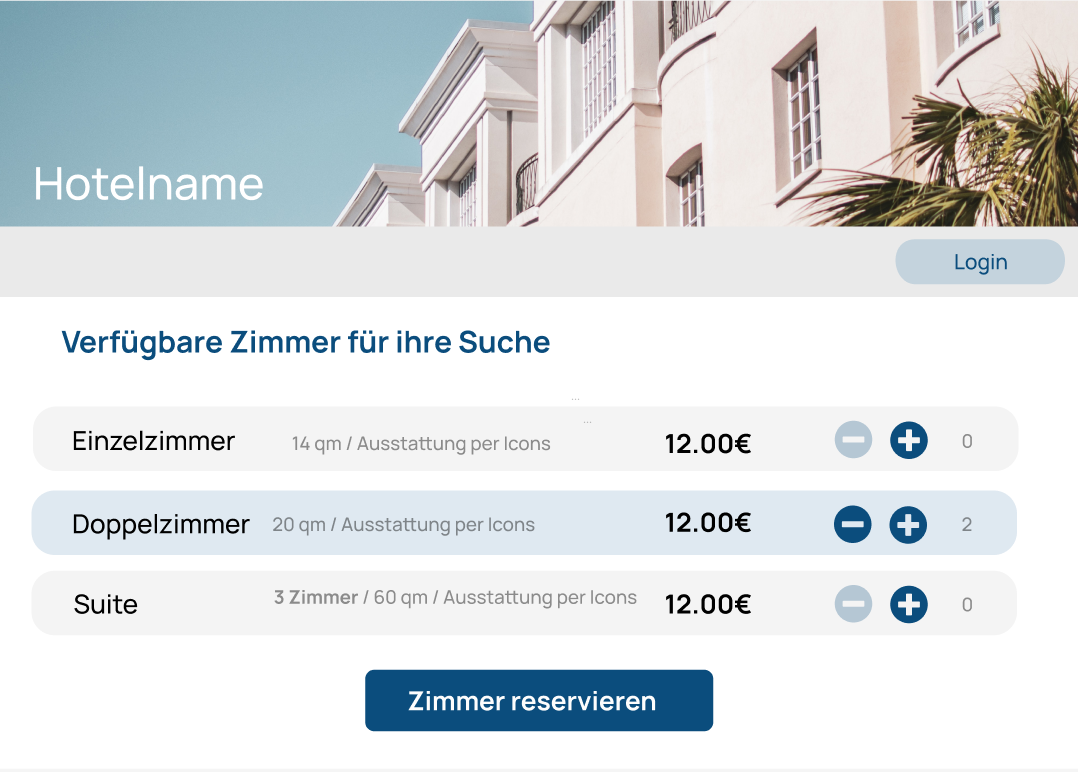 Hotelname
Login
Verfügbare Zimmer für ihre Suche
...
...
Einzelzimmer 14 qm / Ausstattung per Icons 12.00€ 0
Doppelzimmer 20 qm / Ausstattung per Icons 12.00€ 2
Suite 3 Zimmer / 60 qm / Ausstattung per Icons 12.00€ 0
Zimmer reservieren